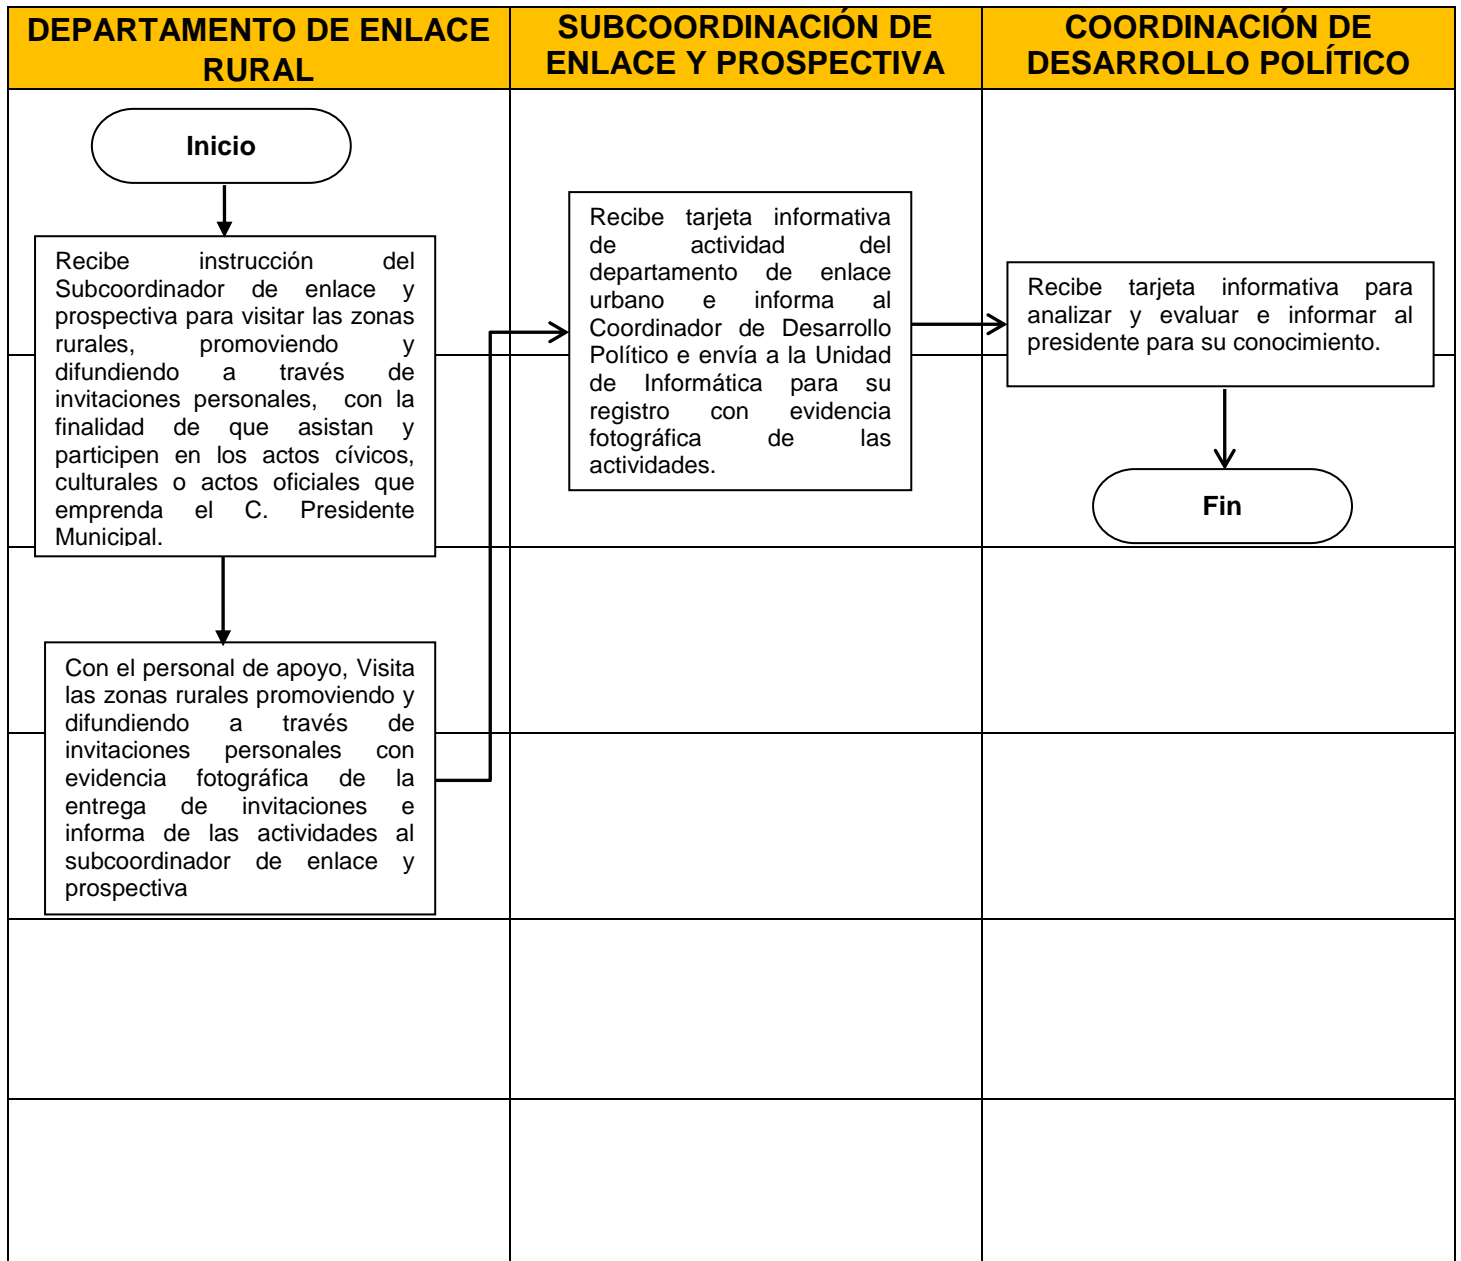 DEPARTAMENTO DE ENLACE
RURAL
SUBCOORDINACIÓN DE
ENLACE Y PROSPECTIVA
COORDINACIÓN DE
DESARROLLO POLÍTICO
Inicio
Recibe instrucción del
Subcoordinador de enlace y
prospectiva para visitar las zonas
rurales, promoviendo y
difundiendo a través de
invitaciones personales, con la
finalidad de que asistan y
participen en los actos cívicos,
culturales o actos oficiales que
emprenda el C. Presidente
Municipal.
Con el personal de apoyo, Visita
las zonas rurales promoviendo y
difundiendo a través de
invitaciones personales con
evidencia fotográfica de la
entrega de invitaciones e
informa de las actividades al
subcoordinador de enlace y
prospectiva
Recibe tarjeta informativa
de actividad del
departamento de enlace
urbano e informa al
Coordinador de Desarrollo
Político e envía a la Unidad
de Informática para su
registro con evidencia
fotográfica de las
actividades.
Recibe tarjeta informativa para
analizar y evaluar e informar al
presidente para su conocimiento.
Fin